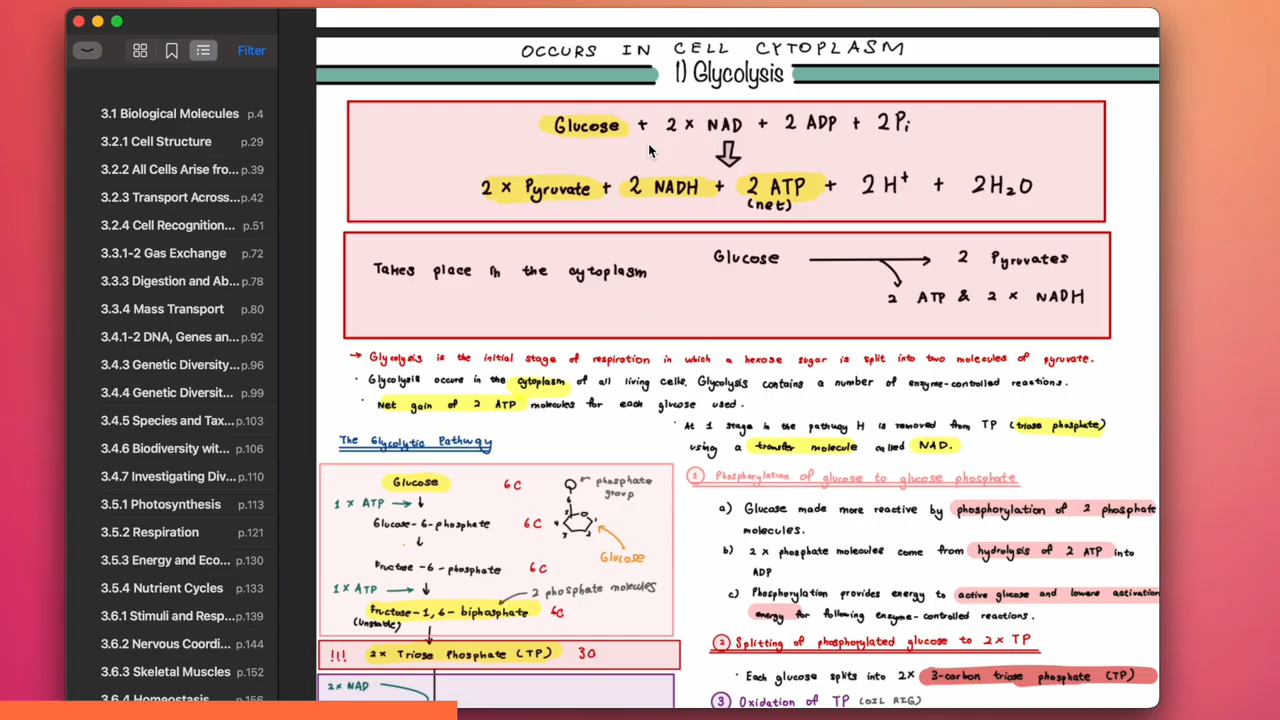 Filter
3.1 Biological Molecules p.4
3.2.1 Cell Structure p.29
3.2.2 All Cells Arise fro... p.39
3.2.3 Transport Across... p.42
3.2.4 Cell Recognition... p.51
3.3.1-2 Gas Exchange p.72
3.3.3 Digestion and Ab... p.78
3.3.4 Mass Transport p.80
3.4.1-2 DNA, Genes an... p.92
3.4.3 Genetic Diversity... p.96
3.4.4 Genetic Diversit... p.99
3.4.5 Species and Tax... p.103
3.4.6 Biodiversity wit... p.106
3.4.7 Investigating Div... p.110
3.5.1 Photosynthesis p.113
3.5.2 Respiration p.121
3.5.3 Energy and Eco... p.130
3.5.4 Nutrient Cycles p.133
3.6.1 Stimuli and Resp... p.139
3.6.2 Nervous Coordi... p.144
3.6.3 Skeletal Muscles p.152
3.6.4 Homeostasis p.156
OCCURS IN CELL CYTOPLASM
1) Glycolysis
Glucose + 2 × NAD + 2 ADP + 2Pi
2 × Pyruvate + 2 NADH + 2 ATP + 2H+ + 2H₂O
(net)
Takes place in the cytoplasm
Glucose 2 Pyruvates
2 ATP & 2 × NADH
→ Glycolysis is the initial stage of respiration in which a hexose sugar is split into two molecules of pyruvate.
· Glycolysis occurs in the cytoplasm of all living cells. Glycolysis contains a number of enzyme-controlled reactions.
· Net gain of 2 ATP molecules for each glucose used.
· At 1 stage in the pathway H is removed from TP (triose phosphate)
using a transfer molecule called NAD.
The Glycolytic Pathway
Glucose 6C
1 × ATP →
Glucose-6-phosphate 6C
Fructose-6-phosphate 6C
1 × ATP →
Fructose-1,6-biphosphate 6C
(Unstable)
phosphate
group
Glucose
2 phosphate molecules
!!! 2× Triose Phosphate (TP) 3C
2× NAD
① Phosphorylation of glucose to glucose phosphate
a) Glucose made more reactive by phosphorylation of 2 phosphate
molecules.
b) 2 × phosphate molecules come from hydrolysis of 2 ATP into
ADP
c) Phosphorylation provides energy to active glucose and lowers activation
energy for following enzyme-controlled reactions.
② Splitting of phosphorylated glucose to 2× TP
· Each glucose splits into 2× 3-carbon triose phosphate (TP)
③ Oxidation of TP (OIL RIG)